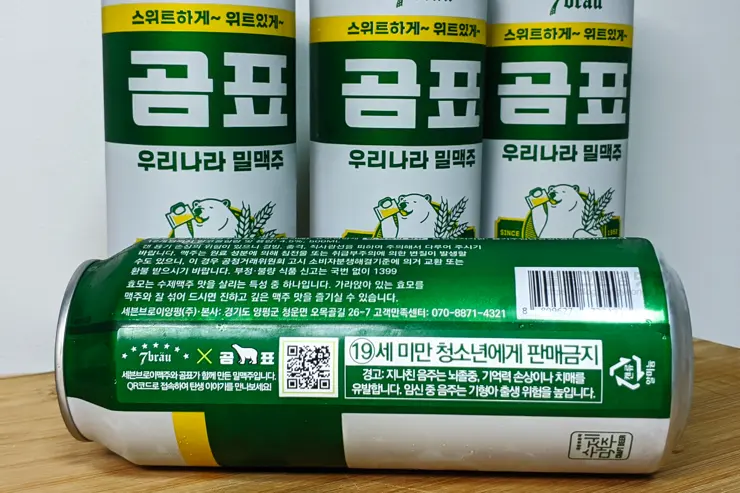 7bräu
스위트하게~ 위트있게~
곰표
우리나라 밀맥주
스위트하게~ 위트있게~
곰표
우리나라 밀맥주
7bräu
스위트하게~ 위트있게~
곰표
우리나라 밀맥주
SINCE 1952
4.5%, 500ML
바랍니다. 맥주는 원료 성분에 의해 침전 또는 취급부주의에 의한 변질이 발생할
수도 있으니, 이 경우 공정거래위원회 고시 소비자분쟁해결기준에 의거 교환 또는
환불 받으시기 바랍니다. 부정·불량 식품 신고는 국번 없이 1399
효모는 수제맥주 맛을 살리는 특성 중 하나입니다. 가라앉아 있는 효모를
맥주와 잘 섞어 드시면 진하고 깊은 맥주 맛을 즐기실 수 있습니다.
세븐브로이양평(주)·본사: 경기도 양평군 청운면 오목골길 26-7 고객만족센터: 070-8871-4321
7bräu × 곰표
세븐브로이맥주와 곰표가 함께 만든 밀맥주입니다.
QR코드로 접속하여 탄생 이야기를 만나보세요!
19세 미만 청소년에게 판매금지
경고: 지나친 음주는 뇌졸중, 기억력 손상이나 치매를
유발합니다. 임신 중 음주는 기형아 출생 위험을 높입니다.